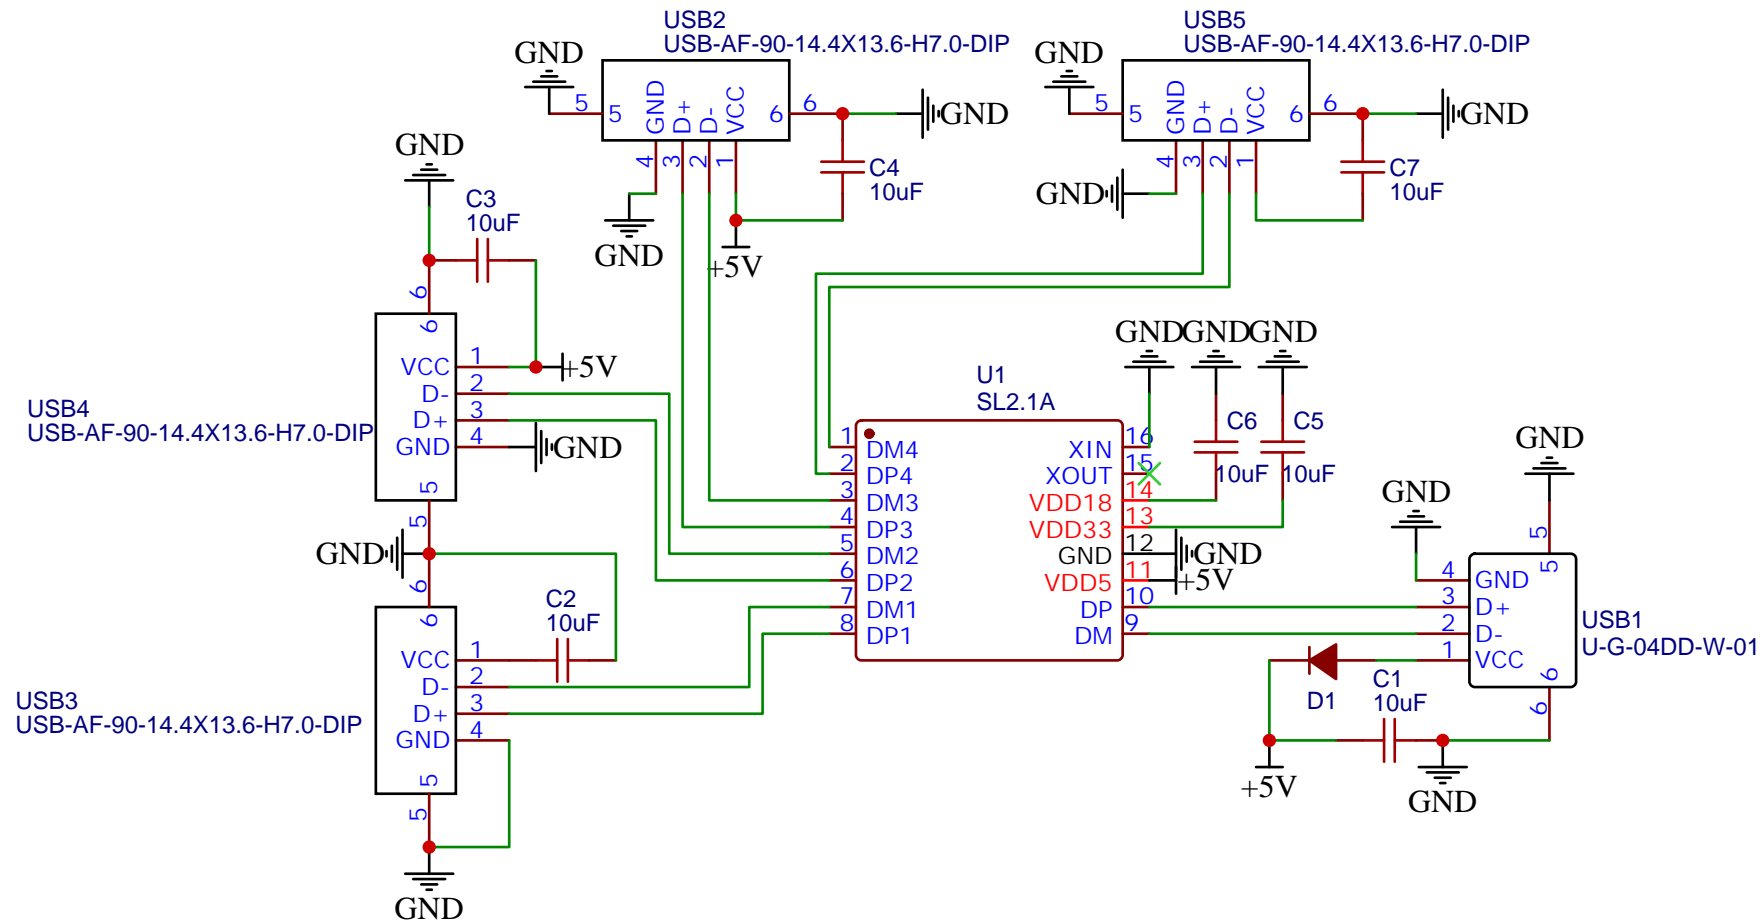 USB2
USB-AF-90-14.4X13.6-H7.0-DIP
GND
5
5
GND
D+
D-
VCC
6
6
GND
4
3
2
1
C4
10uF
GND
+5V
USB5
USB-AF-90-14.4X13.6-H7.0-DIP
GND
5
5
GND
D+
D-
VCC
6
6
GND
4
3
2
1
C7
10uF
GND
GND
C3
10uF
6
6
VCC
1
+5V
D-
2
D+
3
GND
4
GND
5
5
USB4
USB-AF-90-14.4X13.6-H7.0-DIP
GND
6
6
C2
10uF
VCC
1
D-
2
D+
3
GND
4
5
5
USB3
USB-AF-90-14.4X13.6-H7.0-DIP
GND
U1
SL2.1A
1
DM4
2
DP4
3
DM3
4
DP3
5
DM2
6
DP2
7
DM1
8
DP1
XIN
16
XOUT
15
VDD18
14
VDD33
13
GND
12
GND
VDD5
11
+5V
DP
10
DM
9
GND
GND
GND
C6
10uF
C5
10uF
GND
GND
5
5
4
GND
3
D+
2
D-
1
VCC
6
6
USB1
U-G-04DD-W-01
D1
C1
10uF
+5V
GND